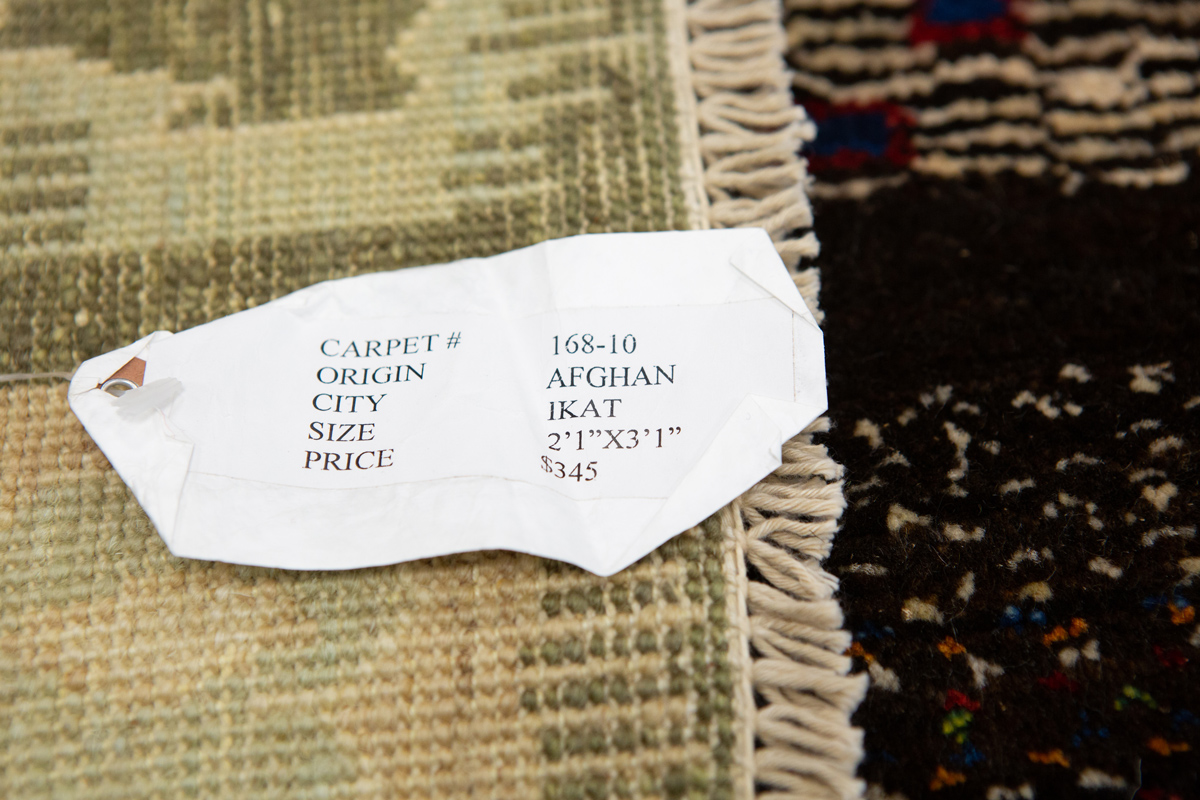 CARPET # 168-10
ORIGIN AFGHAN
CITY IKAT
SIZE 2’1”X3’1”
PRICE $345